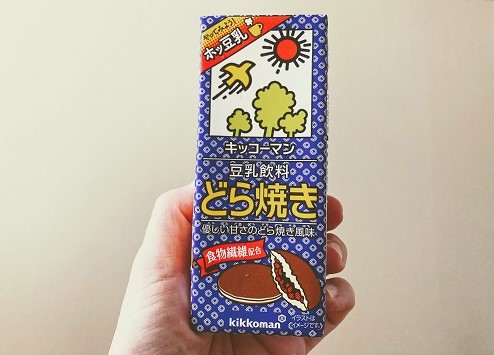 やってみよう!
ホッ豆乳
キッコーマン
豆乳飲料
どら焼き
優しい甘さのどら焼き風味
食物繊維配合
イラストは
イメージです。
kikkoman